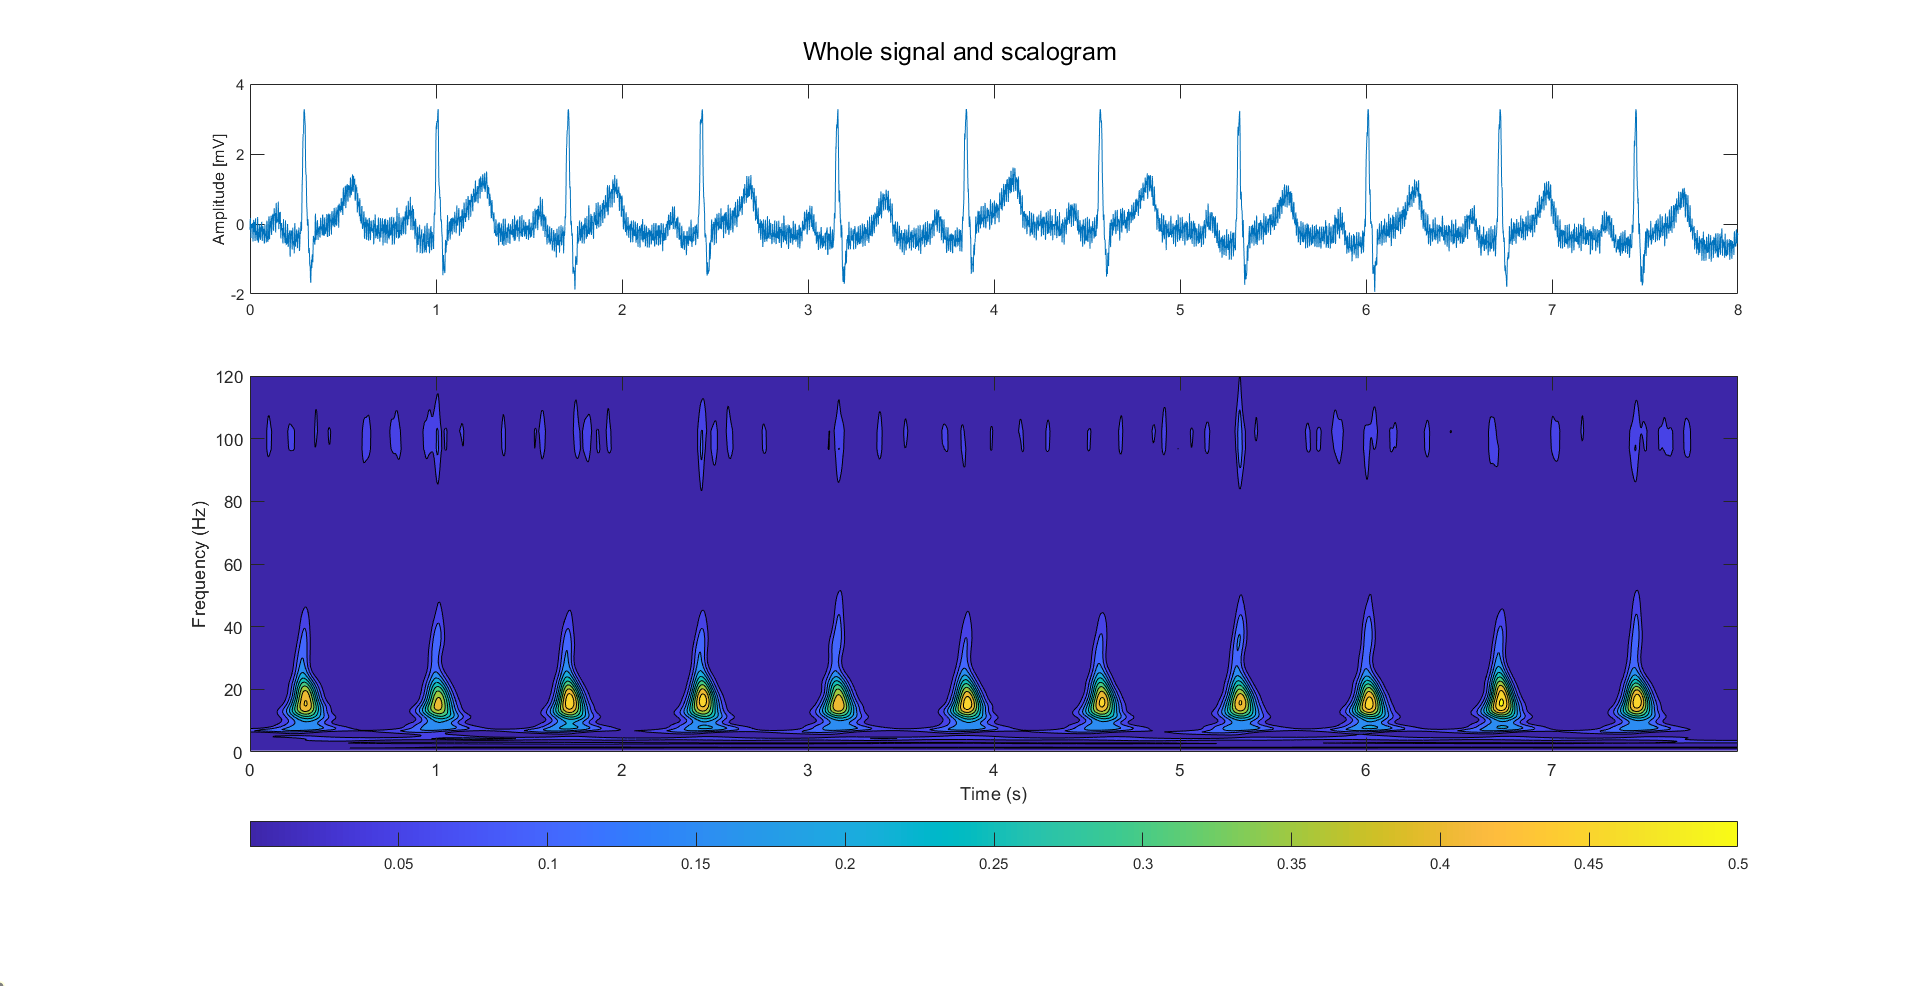 Whole signal and scalogram
4
2
0
-2
Amplitude [mV]
0 1 2 3 4 5 6 7 8
120
100
80
60
40
20
0
Frequency (Hz)
0 1 2 3 4 5 6 7
Time (s)
0.05 0.1 0.15 0.2 0.25 0.3 0.35 0.4 0.45 0.5